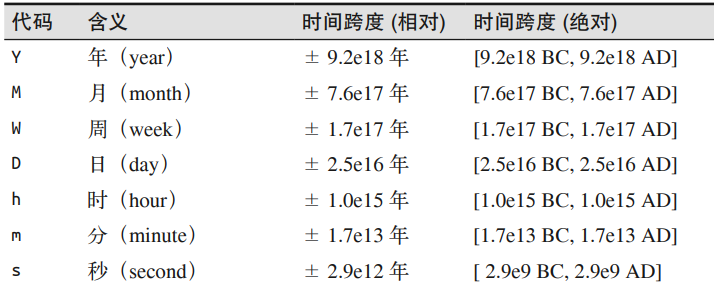 代码 含义 时间跨度 (相对) 时间跨度 (绝对)
Y 年（year） ± 9.2e18 年 [9.2e18 BC, 9.2e18 AD]
M 月（month） ± 7.6e17 年 [7.6e17 BC, 7.6e17 AD]
W 周（week） ± 1.7e17 年 [1.7e17 BC, 1.7e17 AD]
D 日（day） ± 2.5e16 年 [2.5e16 BC, 2.5e16 AD]
h 时（hour） ± 1.0e15 年 [1.0e15 BC, 1.0e15 AD]
m 分（minute） ± 1.7e13 年 [1.7e13 BC, 1.7e13 AD]
s 秒（second） ± 2.9e12 年 [ 2.9e9 BC, 2.9e9 AD]